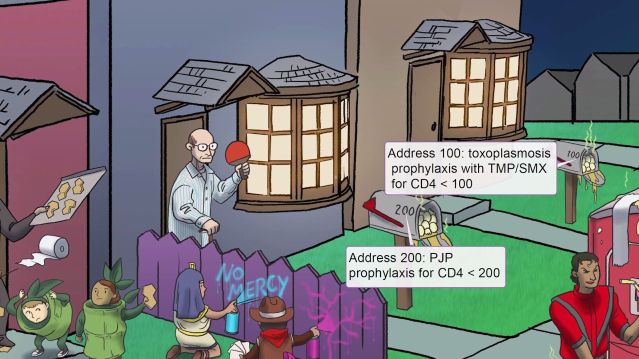 Address 100: toxoplasmosis
prophylaxis with TMP/SMX
for CD4 < 100
100
200
Address 200: PJP
prophylaxis for CD4 < 200
NO
MERCY